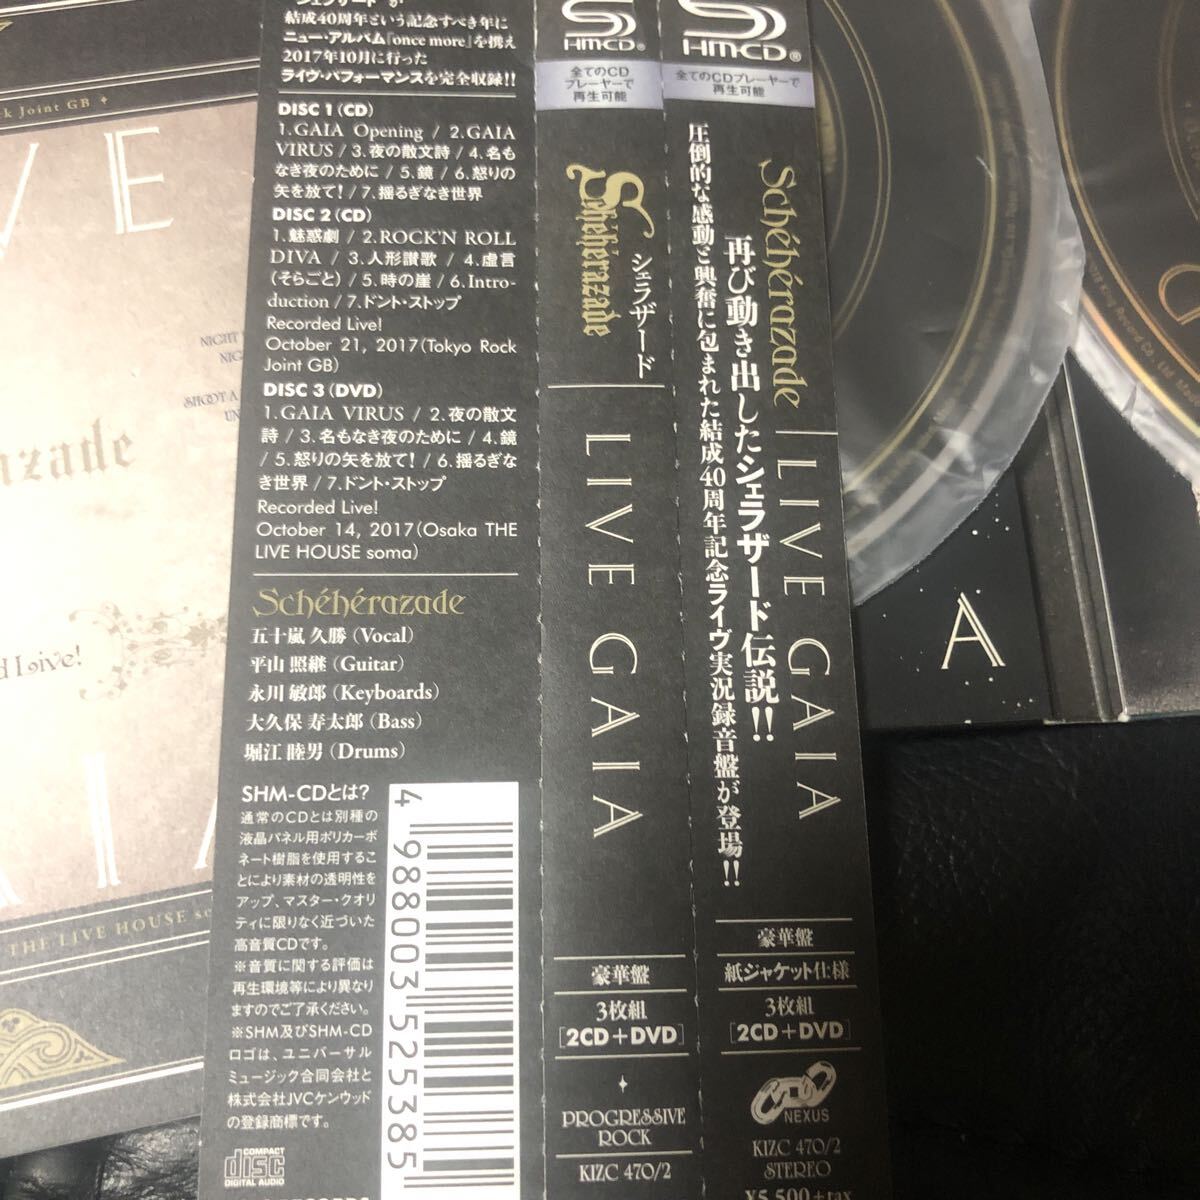 シェラザードが
結成40周年という記念すべき年に
ニュー・アルバム『once more』を携え
2017年10月に行った
ライヴ・パフォーマンスを完全収録!!
DISC 1（CD）
1.GAIA Opening / 2.GAIA
VIRUS / 3.夜の散文詩 / 4.名も
なき夜のために / 5.鏡 / 6.怒りの
矢を放て! / 7.揺るぎなき世界
DISC 2（CD）
1.魅惑劇 / 2.ROCK'N ROLL
DIVA / 3.人形讃歌 / 4.虚言
（そらごと） / 5.時の崖 / 6.Intro-
duction / 7.ドント・ストップ
Recorded Live!
October 21, 2017（Tokyo Rock
Joint GB）
DISC 3（DVD）
1.GAIA VIRUS / 2.夜の散文
詩 / 3.名もなき夜のために / 4.鏡
/ 5.怒りの矢を放て! / 6.揺るぎな
き世界 / 7.ドント・ストップ
Recorded Live!
October 14, 2017（Osaka THE
LIVE HOUSE soma）
Schéhérazade
五十嵐 久勝（Vocal）
平山 照継（Guitar）
永川 敏郎（Keyboards）
大久保 寿太郎（Bass）
堀江 睦男（Drums）
SHM-CDとは?
通常のCDとは別種の
液晶パネル用ポリカーボ
ネート樹脂を使用するこ
とにより素材の透明性を
アップ、マスター・クオリ
ティに限りなく近づいた
高音質CDです。
※音質に関する評価は
再生環境等により異なり
ますのでご了承ください。
※SHM及びSHM-CD
ロゴは、ユニバーサル
ミュージック合同会社と
株式会社JVCケンウッド
の登録商標です。
COMPACT
disc
DIGITAL AUDIO
4 988003 525385
HMCD®
全てのCD
プレーヤーで
再生可能
Schéhérazade
シェラザード
LIVE GAIA
豪華盤
3枚組
[2CD+DVD]
PROGRESSIVE
ROCK
KIZC 470/2
HMCD®
全てのCDプレーヤーで
再生可能
Schéhérazade
LIVE GAIA
再び動き出したシェラザード伝説!!
圧倒的な感動と興奮に包まれた結成40周年記念ライヴ実況録音盤が登場!!
豪華盤
紙ジャケット仕様
3枚組
[2CD+DVD]
NEXUS
KIZC 470/2
STEREO
¥5,500+tax
Joint GB
VE
NIGHT
SHOOT A
razade
d Live!
THE LIVE HOUSE so
A